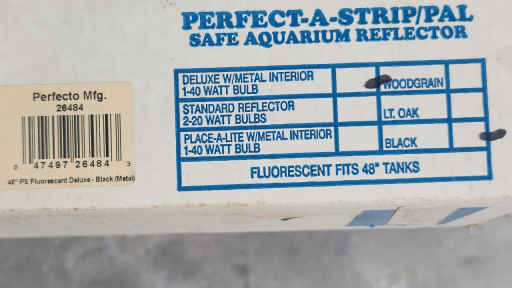 PERFECT-A-STRIP/PAL
SAFE AQUARIUM REFLECTOR
DELUXE W/METAL INTERIOR
1-40 WATT BULB
WOODGRAIN
STANDARD REFLECTOR
2-20 WATT BULBS
LT. OAK
PLACE-A-LITE W/METAL INTERIOR
1-40 WATT BULB
BLACK
FLUORESCENT FITS 48" TANKS
Perfecto Mfg.
26484
0 47497 26484 3
48" PS Fluorescent Deluxe - Black (Metal)